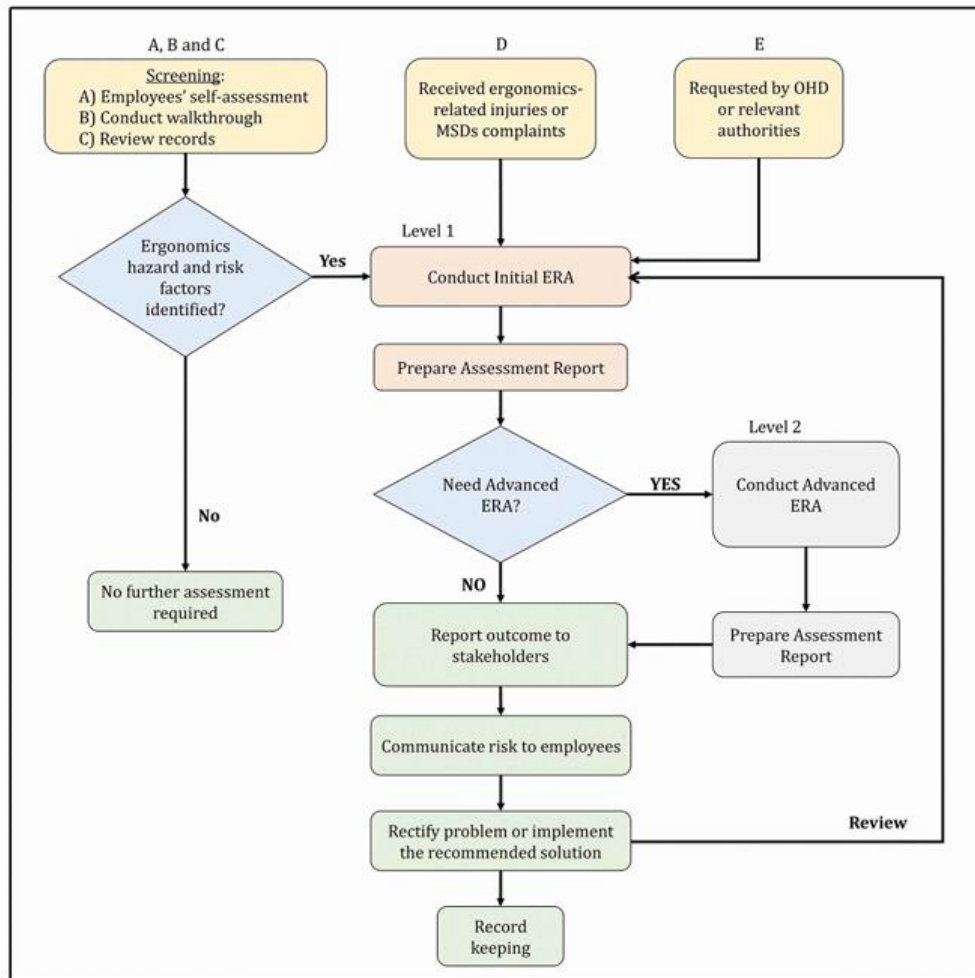 A, B and C
Screening:
A) Employees' self-assessment
B) Conduct walkthrough
C) Review records
D
Received ergonomics-
related injuries or
MSDs complaints
E
Requested by OHD
or relevant
authorities
Ergonomics
hazard and risk
factors
identified?
Yes
Level 1
Conduct Initial ERA
Prepare Assessment Report
Need Advanced
ERA?
YES
Level 2
Conduct Advanced
ERA
No
NO
No further assessment
required
Report outcome to
stakeholders
Prepare Assessment
Report
Communicate risk to employees
Rectify problem or implement
the recommended solution
Review
Record
keeping